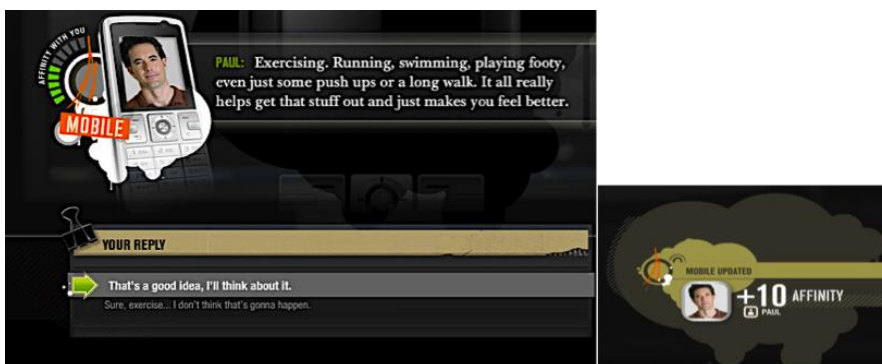 AFFINITY WITH YOU
MOBILE
PAUL: Exercising. Running, swimming, playing footy,
even just some push ups or a long walk. It all really
helps get that stuff out and just makes you feel better.
YOUR REPLY
That's a good idea, I'll think about it.
Sure, exercise... I don't think that's gonna happen.
MOBILE UPDATED
+10 AFFINITY
PAUL